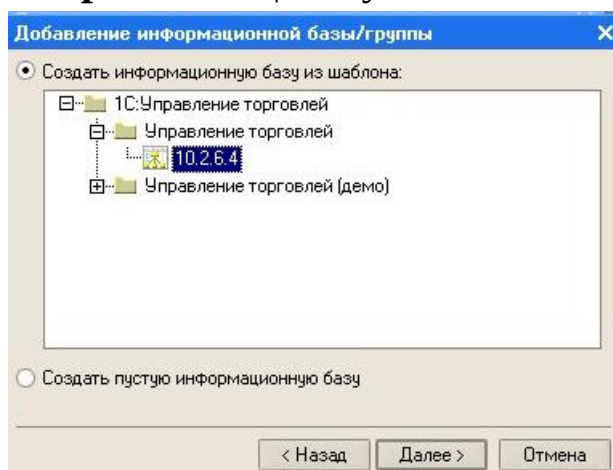 Добавление информационной базы/группы
Создать информационную базу из шаблона:
1С:Управление торговлей
Управление торговлей
10.2.6.4
Управление торговлей (демо)
Создать пустую информационную базу
< Назад Далее > Отмена